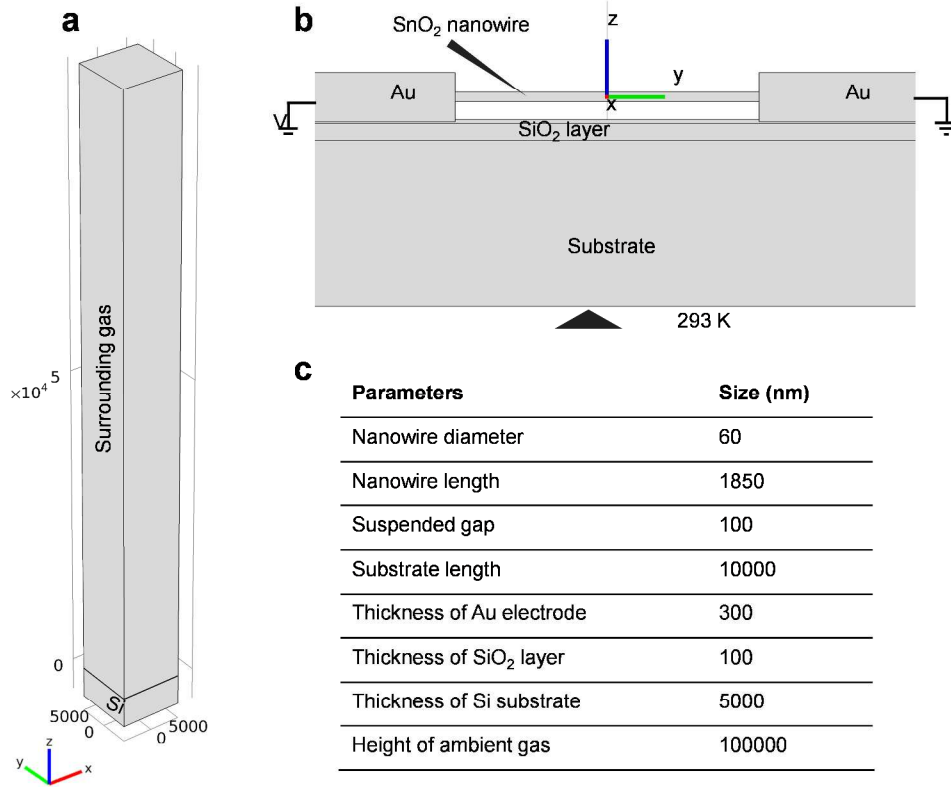 a
Surrounding gas
×10⁴
5
0
Si
5000
0
0
5000
z
y
x
b
z
SnO₂ nanowire
y
Au
x
Au
V
SiO₂ layer
Substrate
293 K
c
Parameters Size (nm)
Nanowire diameter 60
Nanowire length 1850
Suspended gap 100
Substrate length 10000
Thickness of Au electrode 300
Thickness of SiO₂ layer 100
Thickness of Si substrate 5000
Height of ambient gas 100000